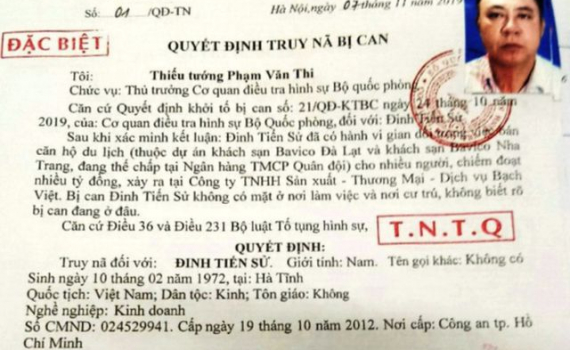 Số: 01 /QĐ-TN
Hà Nội, ngày 07 tháng 11 năm 2019
ĐẶC BIỆT
QUYẾT ĐỊNH TRUY NÃ BỊ CAN
Tôi: Thiếu tướng Phạm Văn Thi
Chức vụ: Thủ trưởng Cơ quan điều tra hình sự Bộ quốc phòng
Căn cứ Quyết định khởi tố bị can số: 21/QĐ-KTBC ngày 24 tháng 10 năm
2019, của: Cơ quan điều tra hình sự Bộ Quốc phòng, đối với: Đinh Tiến Sử
Sau khi xác minh kết luận: Đinh Tiến Sử đã có hành vi gian dối trong việc bán
căn hộ du lịch (thuộc dự án khách sạn Bavico Đà Lạt và khách sạn Bavico Nha
Trang, đang thế chấp tại Ngân hàng TMCP Quân đội) cho nhiều người, chiếm đoạt
nhiều tỷ đồng, xảy ra tại Công ty TNHH Sản xuất - Thương Mại - Dịch vụ Bạch
Việt. Bị can Đinh Tiến Sử không có mặt ở nơi làm việc và nơi cư trú, không biết rõ
bị can đang ở đâu.
Căn cứ Điều 36 và Điều 231 Bộ luật Tố tụng hình sự,
T.N.T.Q
QUYẾT ĐỊNH:
Truy nã đối với: ĐINH TIẾN SỬ. Giới tính: Nam. Tên gọi khác: Không có
Sinh ngày 10 tháng 02 năm 1972, tại: Hà Tĩnh
Quốc tịch: Việt Nam; Dân tộc: Kinh; Tôn giáo: Không
Nghề nghiệp: Kinh doanh
Số CMND: 024529941. Cấp ngày 19 tháng 10 năm 2012. Nơi cấp: Công an tp. Hồ
Chí Minh